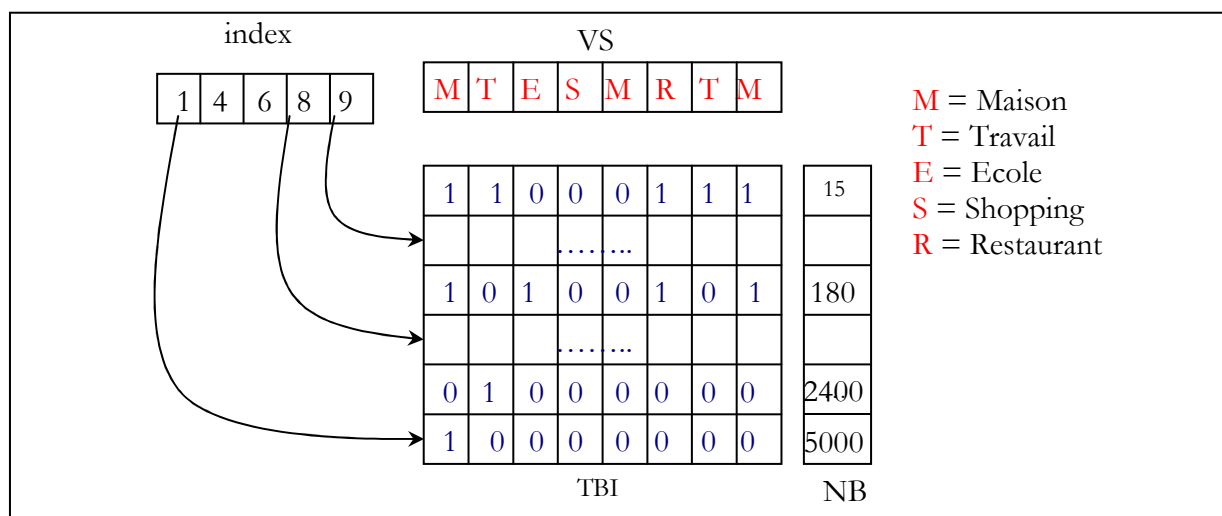 index
VS
1 4 6 8 9
M T E S M R T M
M = Maison
T = Travail
E = Ecole
S = Shopping
R = Restaurant
1 1 0 0 0 1 1 1
15
........
1 0 1 0 0 1 0 1
180
........
0 1 0 0 0 0 0 0
2400
1 0 0 0 0 0 0 0
5000
TBI
NB